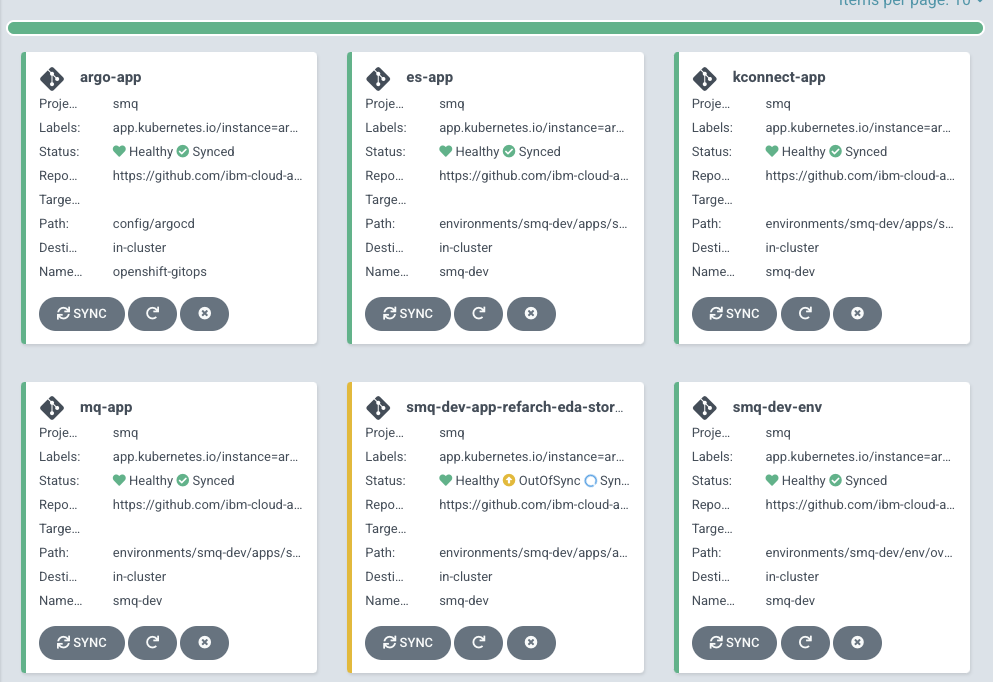 Items per page: 10
argo-app
Proje... smq
Labels: app.kubernetes.io/instance=ar...
Status: Healthy Synced
Repo... https://github.com/ibm-cloud-a...
Targe...
Path: config/argocd
Desti... in-cluster
Name... openshift-gitops
SYNC
es-app
Proje... smq
Labels: app.kubernetes.io/instance=ar...
Status: Healthy Synced
Repo... https://github.com/ibm-cloud-a...
Targe...
Path: environments/smq-dev/apps/s...
Desti... in-cluster
Name... smq-dev
SYNC
kconnect-app
Proje... smq
Labels: app.kubernetes.io/instance=ar...
Status: Healthy Synced
Repo... https://github.com/ibm-cloud-a...
Targe...
Path: environments/smq-dev/apps/s...
Desti... in-cluster
Name... smq-dev
SYNC
mq-app
Proje... smq
Labels: app.kubernetes.io/instance=ar...
Status: Healthy Synced
Repo... https://github.com/ibm-cloud-a...
Targe...
Path: environments/smq-dev/apps/s...
Desti... in-cluster
Name... smq-dev
SYNC
smq-dev-app-refarch-eda-stor...
Proje... smq
Labels: app.kubernetes.io/instance=ar...
Status: Healthy OutOfSync Syn...
Repo... https://github.com/ibm-cloud-a...
Targe...
Path: environments/smq-dev/apps/a...
Desti... in-cluster
Name... smq-dev
SYNC
smq-dev-env
Proje... smq
Labels: app.kubernetes.io/instance=ar...
Status: Healthy Synced
Repo... https://github.com/ibm-cloud-a...
Targe...
Path: environments/smq-dev/env/ov...
Desti... in-cluster
Name... smq-dev
SYNC